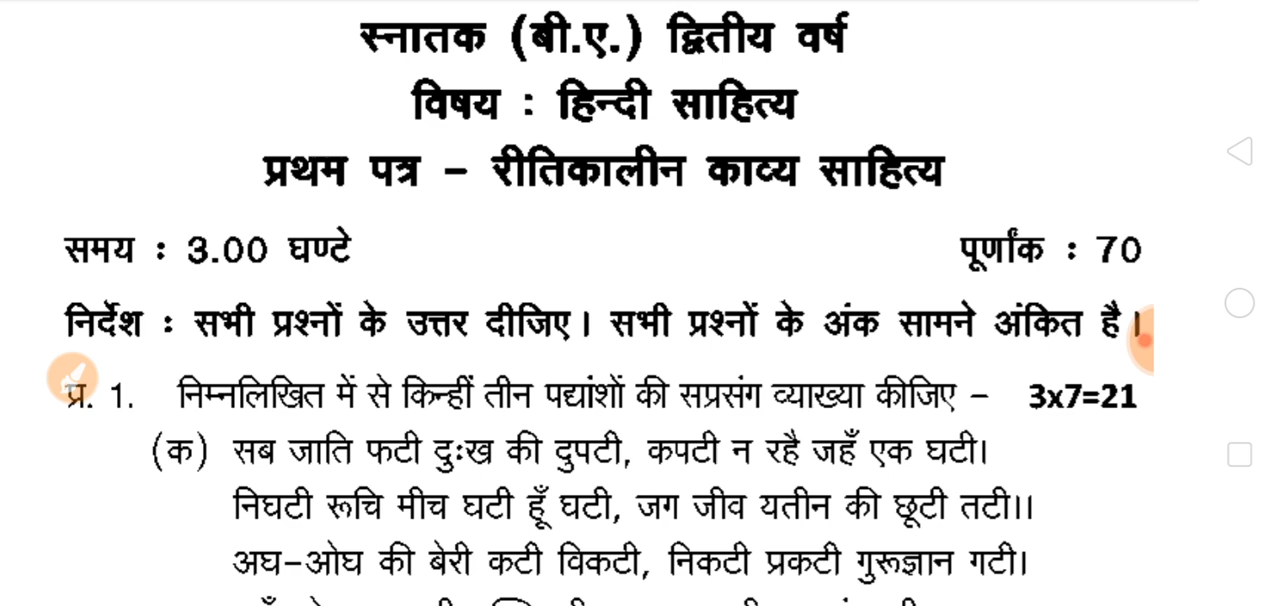 स्नातक (बी.ए.) द्वितीय वर्ष
विषय : हिन्दी साहित्य
प्रथम पत्र – रीतिकालीन काव्य साहित्य
समय : 3.00 घण्टे पूर्णांक : 70
निर्देश : सभी प्रश्नों के उत्तर दीजिए। सभी प्रश्नों के अंक सामने अंकित है।
प्र. 1. निम्नलिखित में से किन्हीं तीन पद्यांशों की सप्रसंग व्याख्या कीजिए – 3x7=21
(क) सब जाति फटी दुःख की दुपटी, कपटी न रहै जहँ एक घटी।
निघटी रूचि मीच घटी हूँ घटी, जग जीव यतीन की छूटी तटी।।
अघ-ओघ की बेरी कटी विकटी, निकटी प्रकटी गुरूज्ञान गटी।